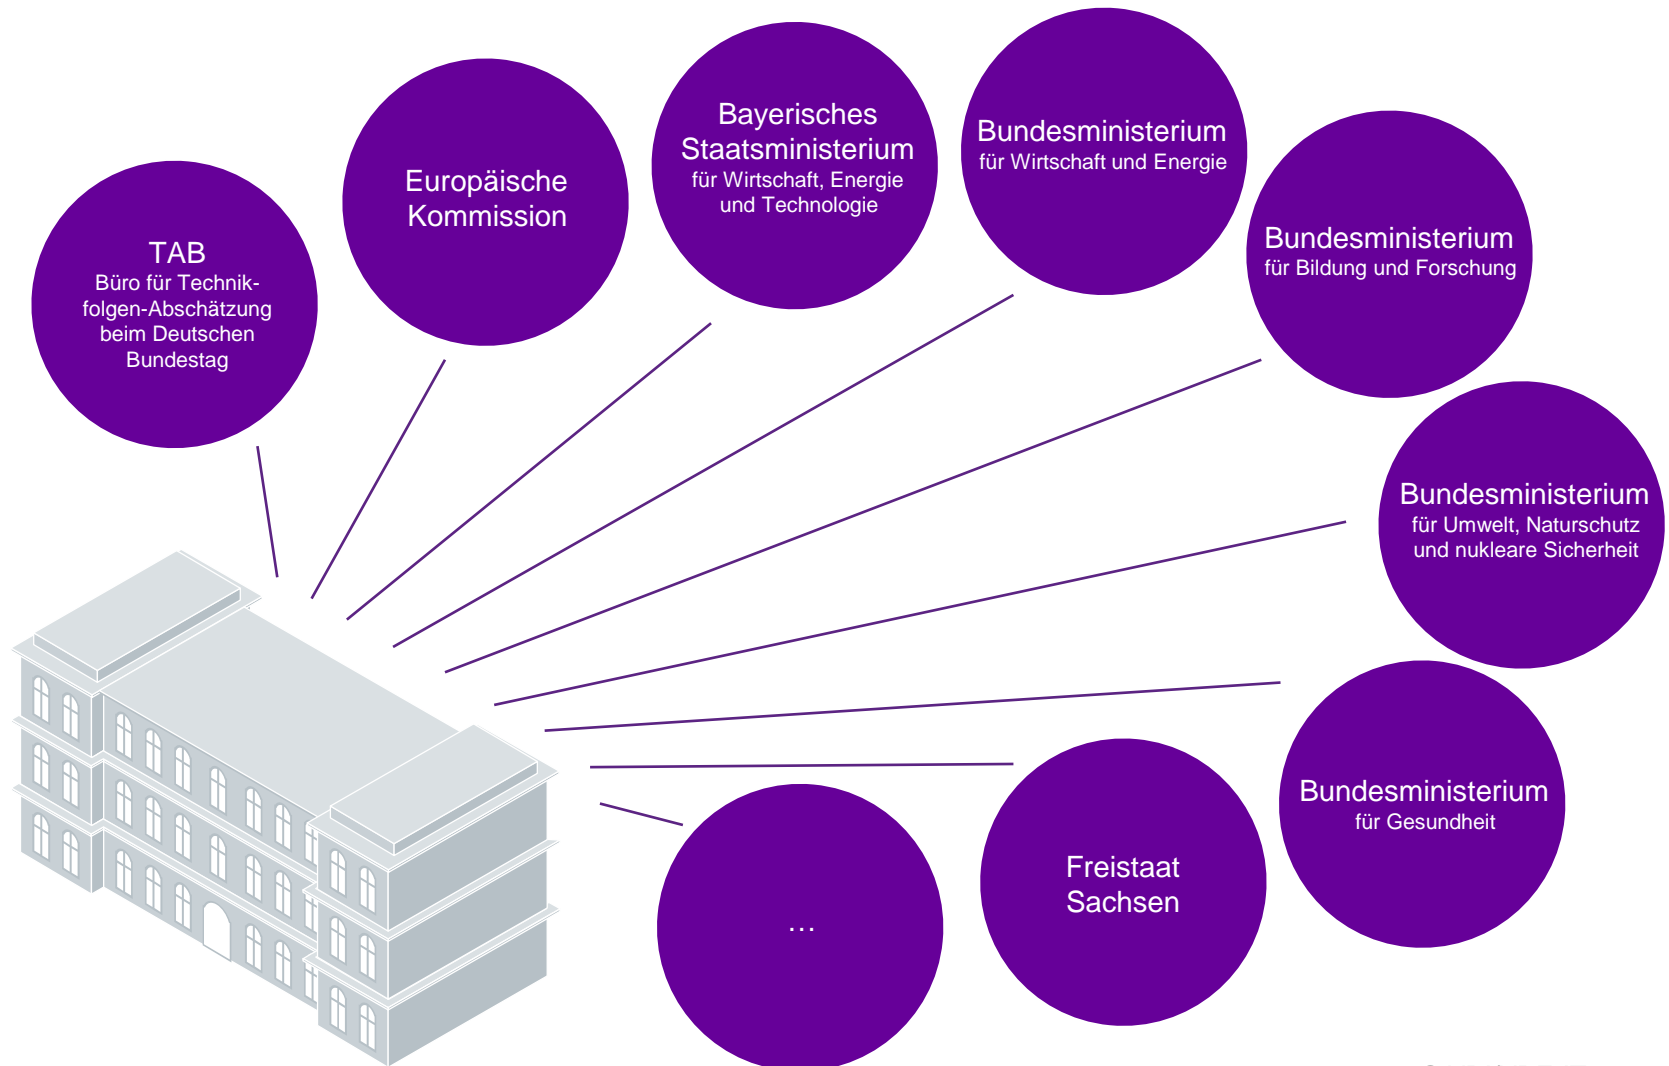 TAB
Büro für Technik-
folgen-Abschätzung
beim Deutschen
Bundestag
Europäische
Kommission
Bayerisches
Staatsministerium
für Wirtschaft, Energie
und Technologie
Bundesministerium
für Wirtschaft und Energie
Bundesministerium
für Bildung und Forschung
Bundesministerium
für Umwelt, Naturschutz
und nukleare Sicherheit
Bundesministerium
für Gesundheit
Freistaat
Sachsen
…